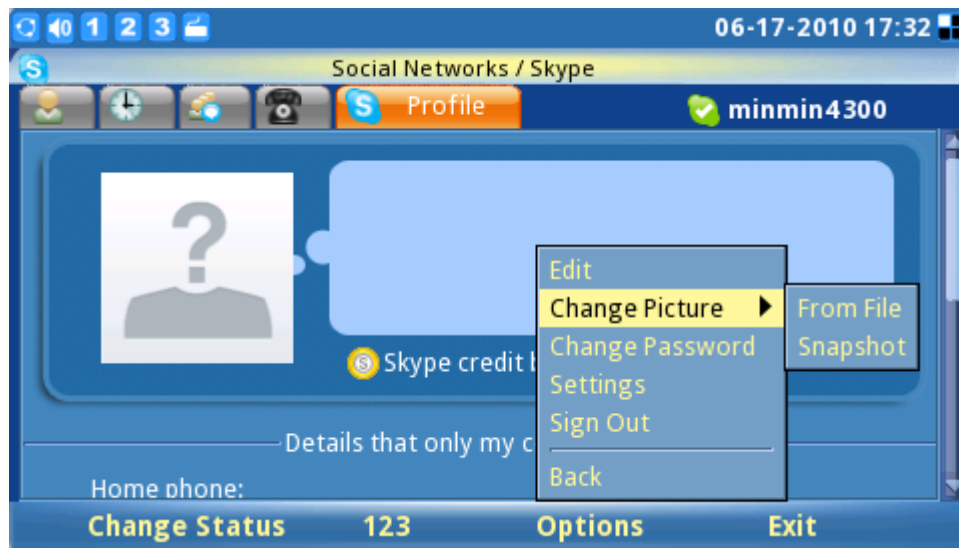 1 2 3 06-17-2010 17:32
S Social Networks / Skype
S Profile minmin4300
?
Edit
Change Picture From File
Change Password Snapshot
S Skype credit b
Settings
Sign Out
Details that only my c
Back
Home phone:
Change Status 123 Options Exit